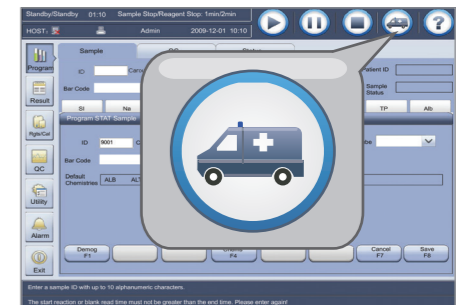 Standby/Standby 01:10 Sample Stop/Reagent Stop: 1min/2min
HOST: Admin 2009-12-01 10:10
Program
Result
Rgts/Cal
QC
Utility
Alarm
Exit
Sample
ID
Patient ID
Bar Code
Sample Status
SI Na TP Alb
Program STAT Sample
ID 9001
Bar Code
Default Chemistries ALB
Demog F1
F4
Cancel F7
Save F8
Enter a sample ID with up to 10 alphanumeric characters.
The start reaction or blank read time must not be greater than the end time. Please enter again!